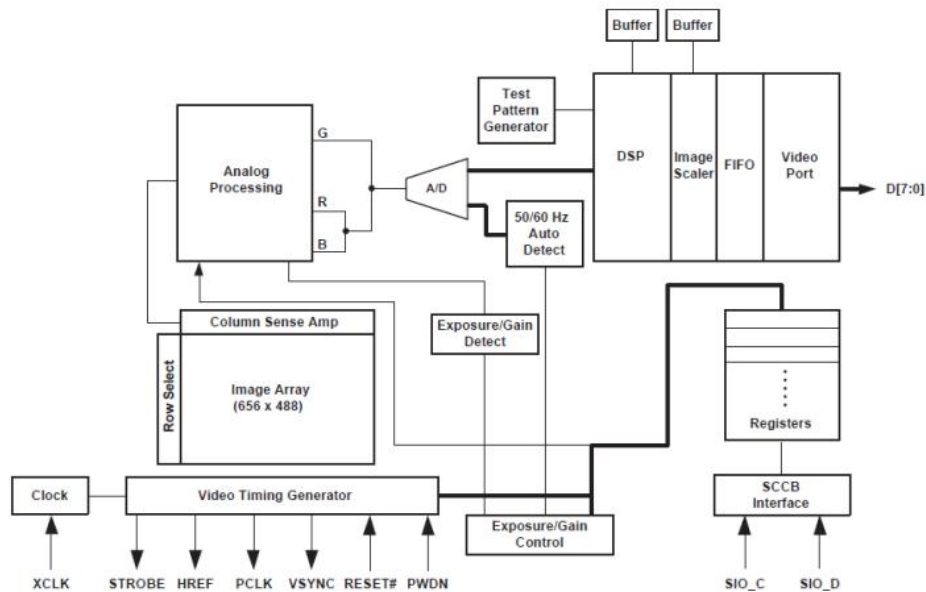 Buffer
Buffer
Test
Pattern
Generator
DSP
Image
Scaler
FIFO
Video
Port
D[7:0]
Analog
Processing
G
R
B
A/D
50/60 Hz
Auto
Detect
Column Sense Amp
Row Select
Image Array
(656 x 488)
Exposure/Gain
Detect
Registers
Clock
Video Timing Generator
Exposure/Gain
Control
SCCB
Interface
XCLK
STROBE
HREF
PCLK
VSYNC
RESET#
PWDN
SIO_C
SIO_D